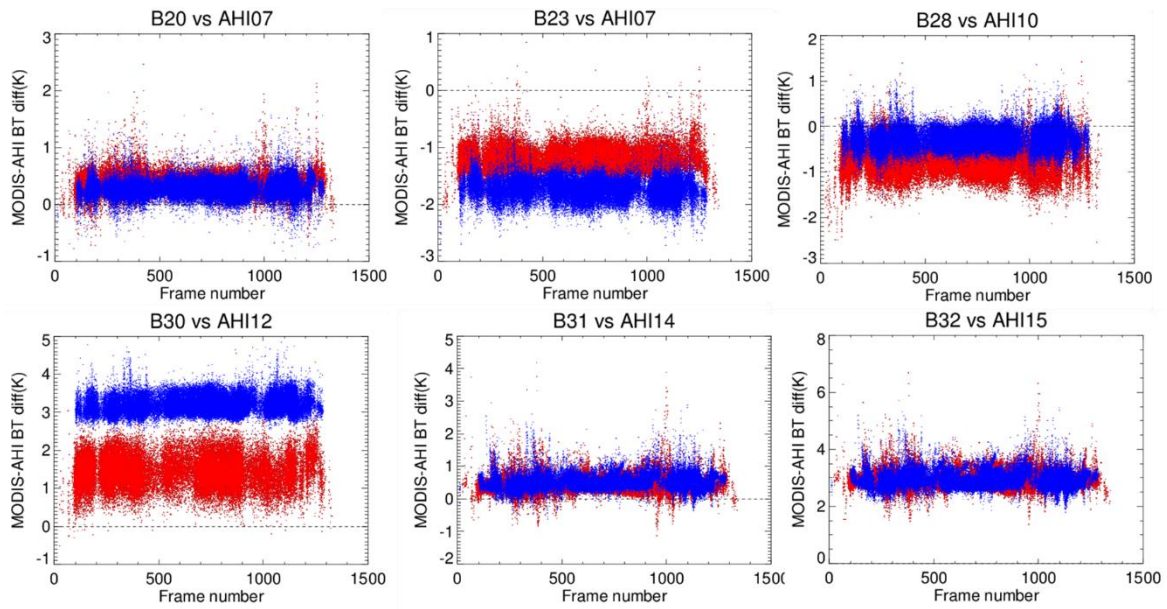 B20 vs AHI07
MODIS-AHI BT diff(K)
3
2
1
0
-1
0 500 1000 1500
Frame number
B23 vs AHI07
MODIS-AHI BT diff(K)
1
0
-1
-2
-3
0 500 1000 1500
Frame number
B28 vs AHI10
MODIS-AHI BT diff(K)
2
1
0
-1
-2
-3
0 500 1000 1500
Frame number
B30 vs AHI12
MODIS-AHI BT diff(K)
5
4
3
2
1
0
-1
0 500 1000 1500
Frame number
B31 vs AHI14
MODIS-AHI BT diff(K)
5
4
3
2
1
0
-1
-2
0 500 1000 1500
Frame number
B32 vs AHI15
MODIS-AHI BT diff(K)
8
6
4
2
0
0 500 1000 1500
Frame number